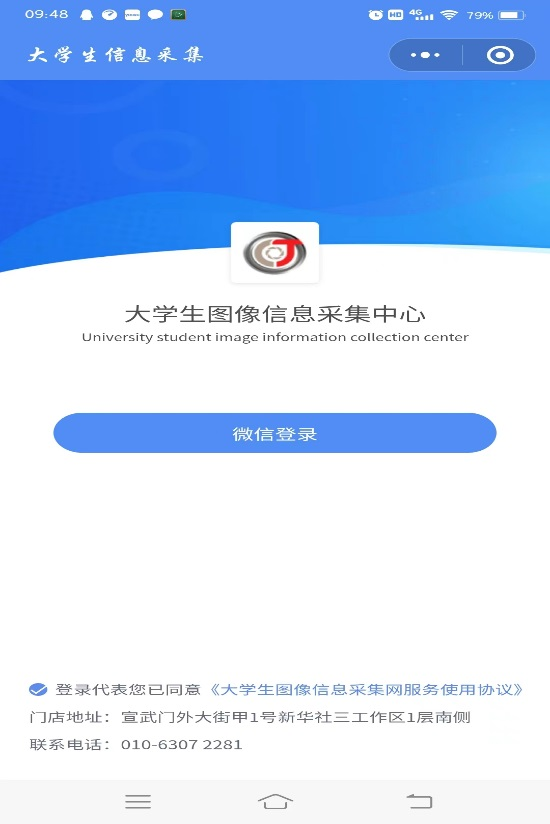 09:48 HD 4G 79%
大学生信息采集
大学生图像信息采集中心
University student image information collection center
微信登录
登录代表您已同意《大学生图像信息采集网服务使用协议》
门店地址：宣武门外大街甲1号新华社三工作区1层南侧
联系电话：010-6307 2281